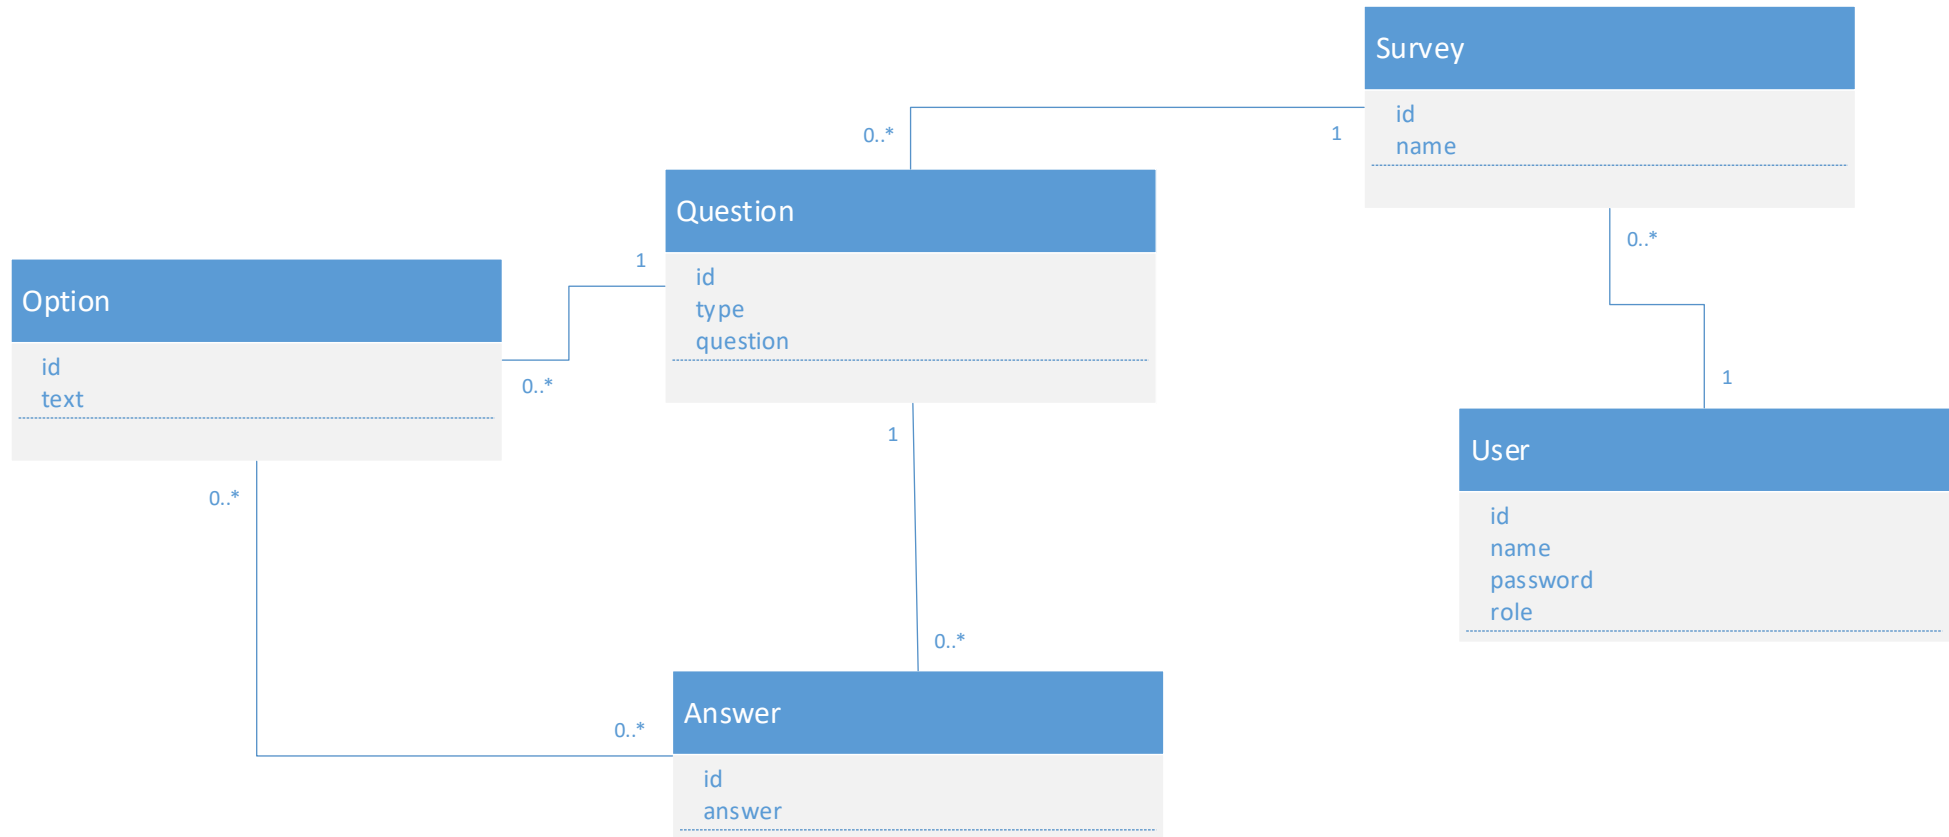 Survey
id
name
0..*
1
Question
id
type
question
0..*
1
Option
id
text
0..*
1
User
id
name
password
role
1
0..*
0..*
0..*
Answer
id
answer